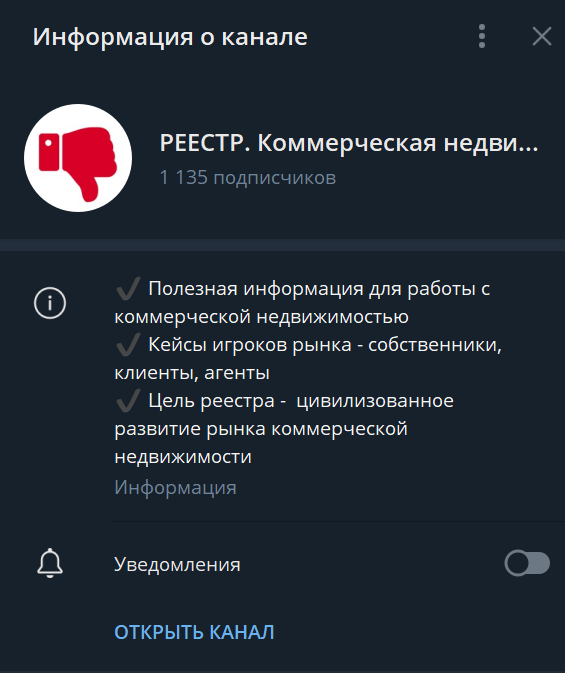 Информация о канале
РЕЕСТР. Коммерческая недви...
1 135 подписчиков
✔ Полезная информация для работы с
коммерческой недвижимостью
✔ Кейсы игроков рынка - собственники,
клиенты, агенты
✔ Цель реестра -  цивилизованное
развитие рынка коммерческой
недвижимости
Информация
Уведомления
ОТКРЫТЬ КАНАЛ